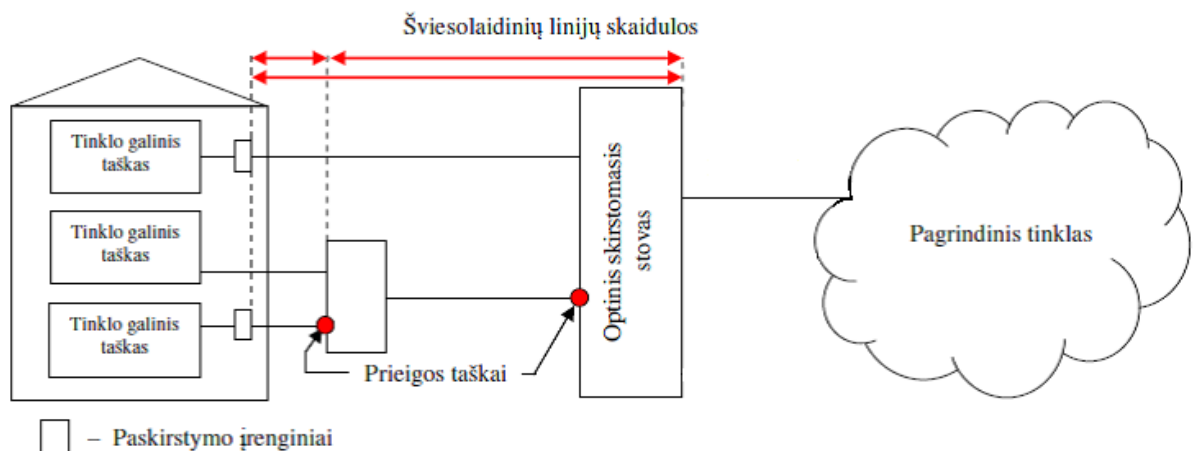 Šviesolaidinių linijų skaidulos
Tinklo galinis
taškas
Tinklo galinis
taškas
Tinklo galinis
taškas
Optinis skirstomasis
stovas
Pagrindinis tinklas
Prieigos taškai
– Paskirstymo įrenginiai